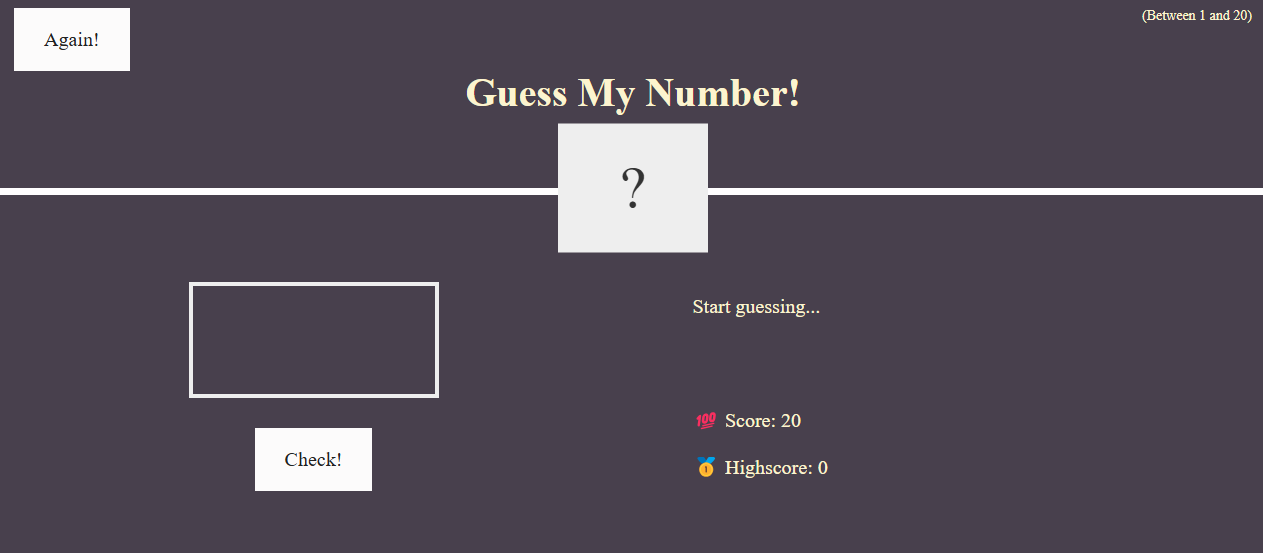 Again!
(Between 1 and 20)
Guess My Number!
?
Start guessing...
💯 Score: 20
Check!
🥇 Highscore: 0